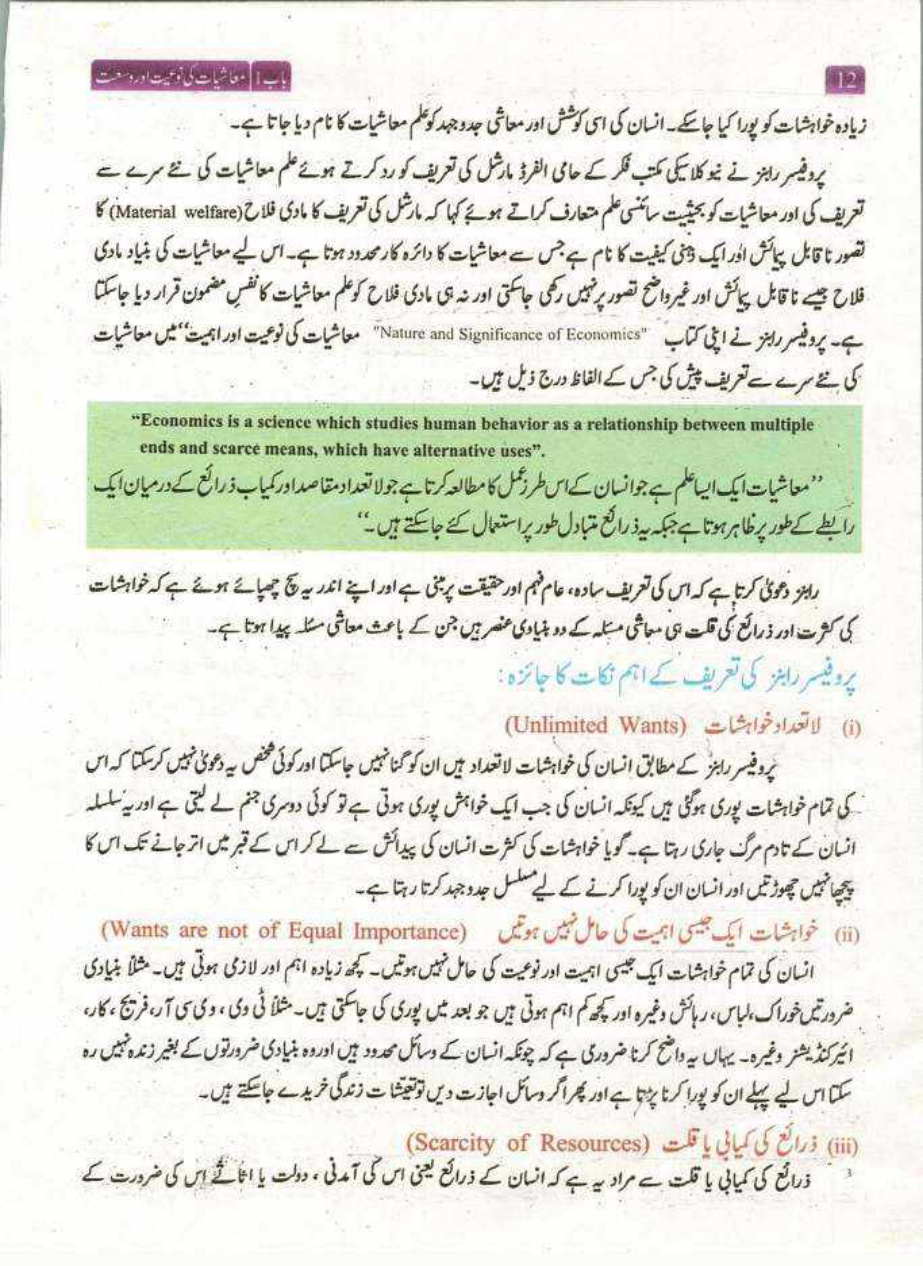 12
باب 1 معاشیات کی نوعیت اور وسعت
زیادہ خواہشات کو پورا کیا جاسکے۔ انسان کی اسی کوشش اور معاشی جدوجہد کو علم معاشیات کا نام دیا جاتا ہے۔
پروفیسر رابنز نے نیو کلاسیکی مکتب فکر کے حامی الفرڈ مارشل کی تعریف کو رد کرتے ہوئے علم معاشیات کی نئے سرے سے
تعریف کی اور معاشیات کو بحیثیت سائنسی علم متعارف کراتے ہوئے کہا کہ مارشل کی تعریف کا مادی فلاح (Material welfare) کا
تصور نا قابل پیمائش اور ایک ذہنی کیفیت کا نام ہے جس سے معاشیات کا دائرہ کار محدود ہوتا ہے۔ اس لیے معاشیات کی بنیاد مادی
فلاح جیسے نا قابل پیمائش اور غیر واضح تصور پر نہیں رکھی جاسکتی اور نہ ہی مادی فلاح کو علم معاشیات کا نفس مضمون قرار دیا جاسکتا
ہے۔ پروفیسر رابنز نے اپنی کتاب "Nature and Significance of Economics" معاشیات کی نوعیت اور اہمیت‘‘ میں معاشیات
کی نئے سرے سے تعریف پیش کی جس کے الفاظ درج ذیل ہیں۔
“Economics is a science which studies human behavior as a relationship between multiple
ends and scarce means, which have alternative uses”.
’’معاشیات ایک ایسا علم ہے جو انسان کے اس طرز عمل کا مطالعہ کرتا ہے جو لا تعداد مقاصد اور کمیاب ذرائع کے درمیان ایک
رابطے کے طور پر ظاہر ہوتا ہے جبکہ یہ ذرائع متبادل طور پر استعمال کئے جاسکتے ہیں۔‘‘
رابنز دعویٰ کرتا ہے کہ اس کی تعریف سادہ، عام فہم اور حقیقت پر مبنی ہے اور اپنے اندر یہ سچ چھپائے ہوئے ہے کہ خواہشات
کی کثرت اور ذرائع کی قلت ہی معاشی مسئلہ کے دو بنیادی عنصر ہیں جن کے باعث معاشی مسئلہ پیدا ہوتا ہے۔
پروفیسر رابنز کی تعریف کے اہم نکات کا جائزہ:
(i) لا تعداد خواہشات (Unlimited Wants)
پروفیسر رابنز کے مطابق انسان کی خواہشات لا تعداد ہیں ان کو گنا نہیں جاسکتا اور کوئی شخص یہ دعویٰ نہیں کرسکتا کہ اس
کی تمام خواہشات پوری ہوگئی ہیں کیونکہ انسان کی جب ایک خواہش پوری ہوتی ہے تو کوئی دوسری جنم لے لیتی ہے اور یہ سلسلہ
انسان کے تادم مرگ جاری رہتا ہے۔ گویا خواہشات کی کثرت انسان کی پیدائش سے لے کر اس کے قبر میں اتر جانے تک اس کا
پیچھا نہیں چھوڑتیں اور انسان ان کو پورا کرنے کے لیے مسلسل جدوجہد کرتا رہتا ہے۔
(ii) خواہشات ایک جیسی اہمیت کی حامل نہیں ہوتیں (Wants are not of Equal Importance)
انسان کی تمام خواہشات ایک جیسی اہمیت اور نوعیت کی حامل نہیں ہوتیں۔ کچھ زیادہ اہم اور لازمی ہوتی ہیں۔ مثلاً بنیادی
ضرورتیں خوراک، لباس، رہائش وغیرہ اور کچھ کم اہم ہوتی ہیں جو بعد میں پوری کی جاسکتی ہیں۔ مثلاً ٹی وی، وی سی آر، فریج، کار،
ائیر کنڈیشنر وغیرہ۔ یہاں یہ واضح کرنا ضروری ہے کہ چونکہ انسان کے وسائل محدود ہیں اور وہ بنیادی ضرورتوں کے بغیر زندہ نہیں رہ
سکتا اس لیے پہلے ان کو پورا کرنا پڑتا ہے اور پھر اگر وسائل اجازت دیں تو تعیشات زندگی خریدے جاسکتے ہیں۔
(iii) ذرائع کی کمیابی یا قلت (Scarcity of Resources)
ذرائع کی کمیابی یا قلت سے مراد یہ ہے کہ انسان کے ذرائع یعنی اس کی آمدنی، دولت یا اثاثے اس کی ضرورت کے